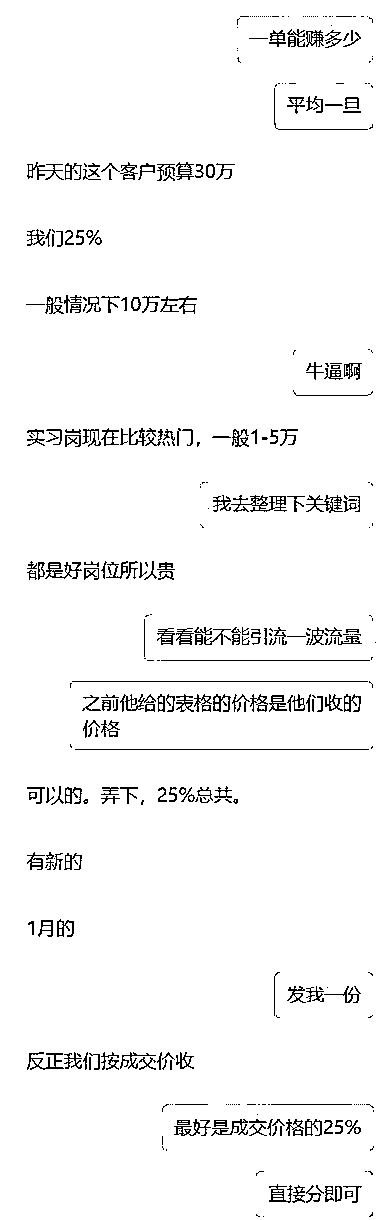 一单能赚多少
平均一旦
昨天的这个客户预算30万
我们25%
一般情况下10万左右
牛逼啊
实习岗现在比较热门，一般1-5万
我去整理下关键词
都是好岗位所以贵
看看能不能引流一波流量
之前他给的表格的价格是他们收的
价格
可以的。弄下，25%总共。
有新的
1月的
发我一份
反正我们按成交价收
最好是成交价格的25%
直接分即可